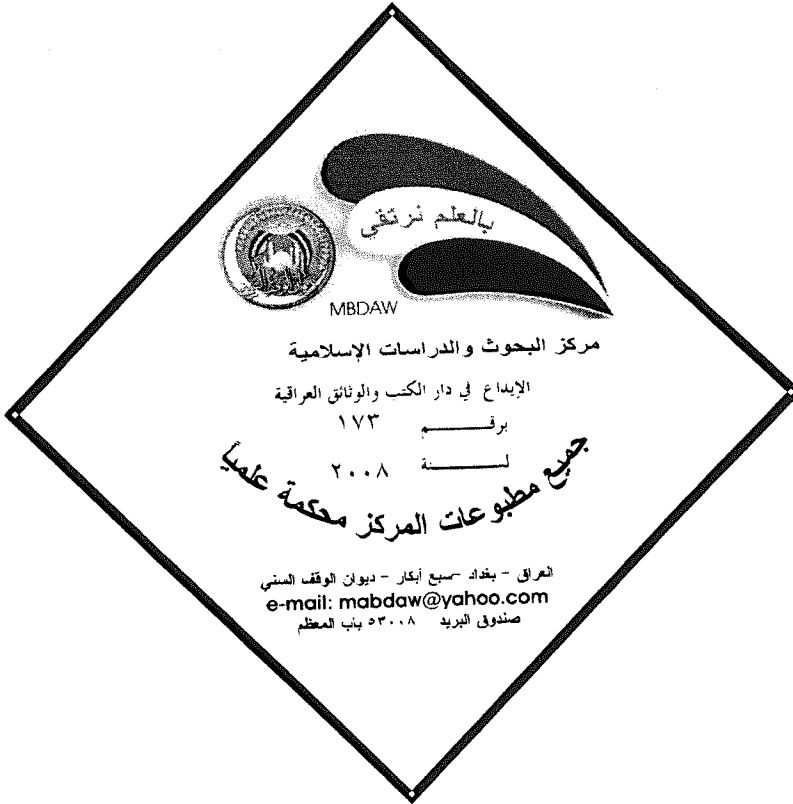 بالعلم نرتقي
MBDAW
مركز البحوث والدراسات الإسلامية
الإيداع في دار الكتب والوثائق العراقية
برقـــــم ١٧٣
لـــــنة ٢٠٠٨
جميع مطبوعات المركز محكمة علمياً
العراق - بغداد -سبع أبكار - ديوان الوقف السني
e-mail: mabdaw@yahoo.com
صندوق البريد ٥٣٠٠٨ باب المعظم